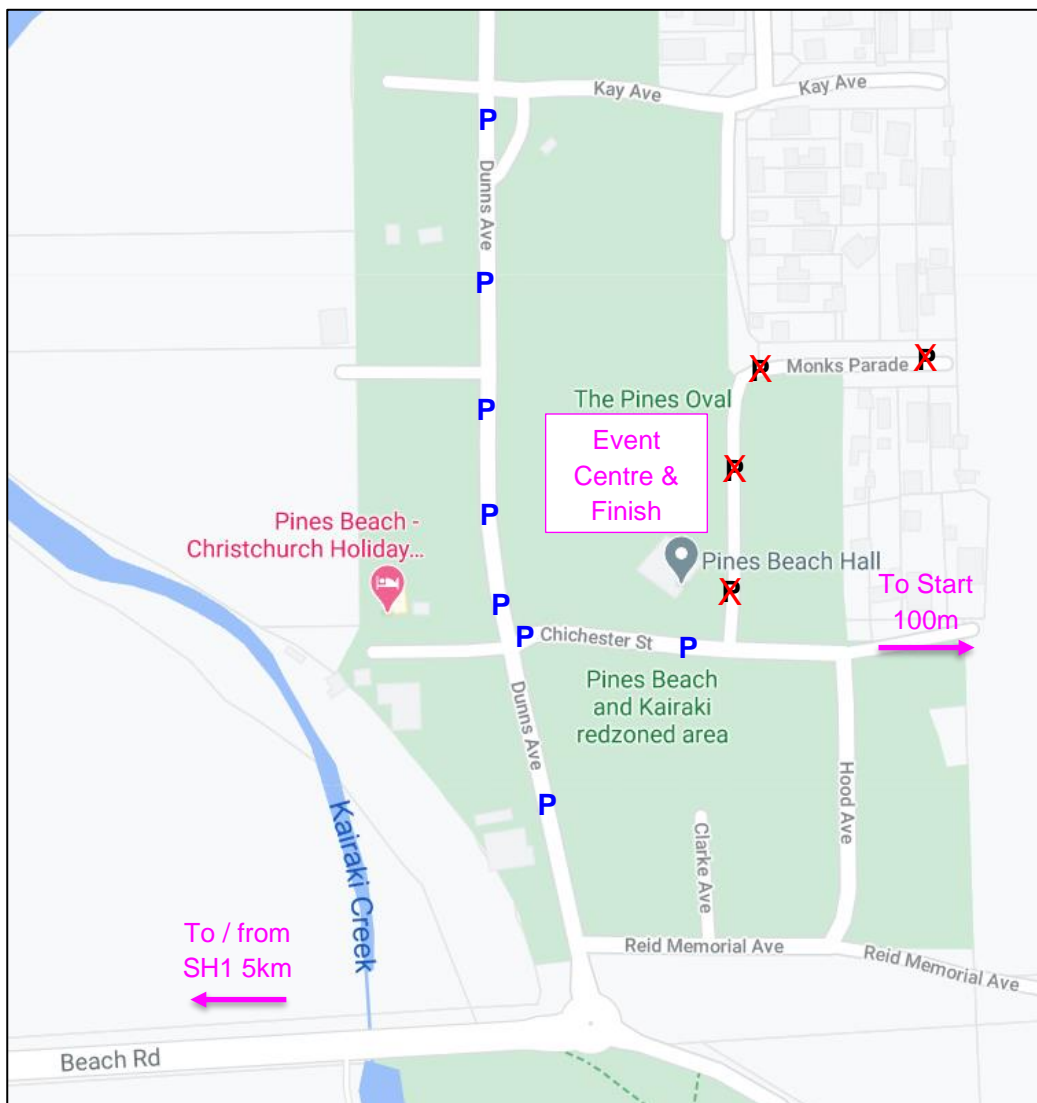 Kay Ave
Kay Ave
P
Dunns Ave
P
P
Monks Parade
P
P
The Pines Oval
Event
Centre &
Finish
P
P
Pines Beach -
Christchurch Holiday...
Pines Beach Hall
P
P
To Start
100m
P
Chichester St
P
Pines Beach
and Kairaki
redzoned area
Dunns Ave
Hood Ave
P
Clarke Ave
Kairaki Creek
To / from
SH1 5km
Reid Memorial Ave
Reid Memorial Ave
Beach Rd